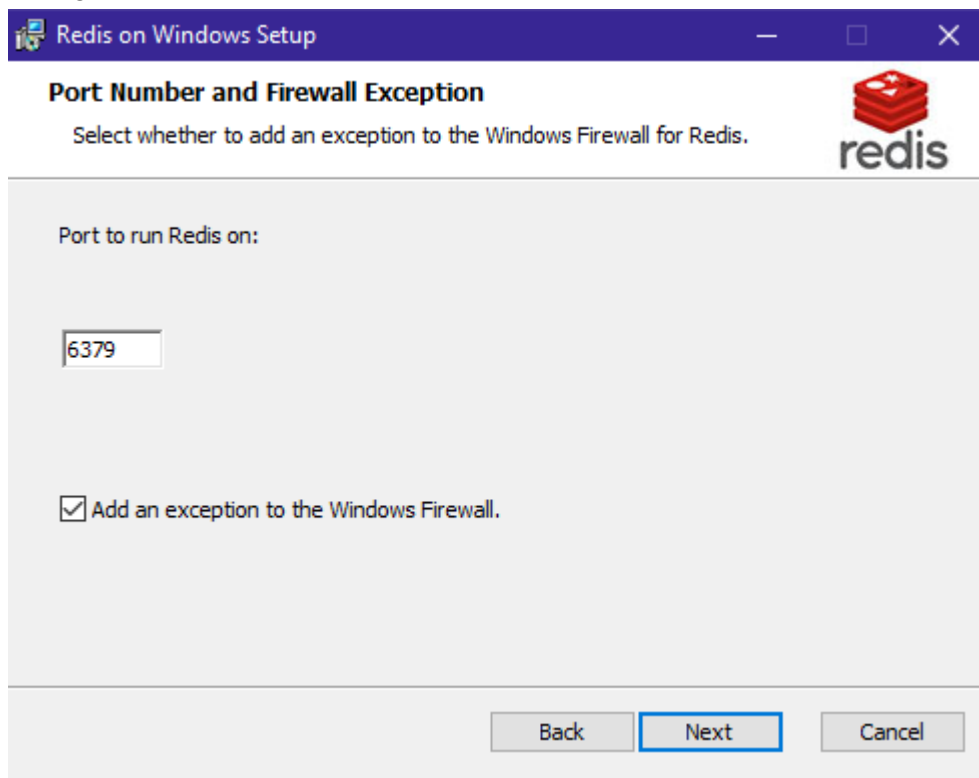 Redis on Windows Setup
Port Number and Firewall Exception
Select whether to add an exception to the Windows Firewall for Redis.
redis
Port to run Redis on:
6379
Add an exception to the Windows Firewall.
Back Next Cancel